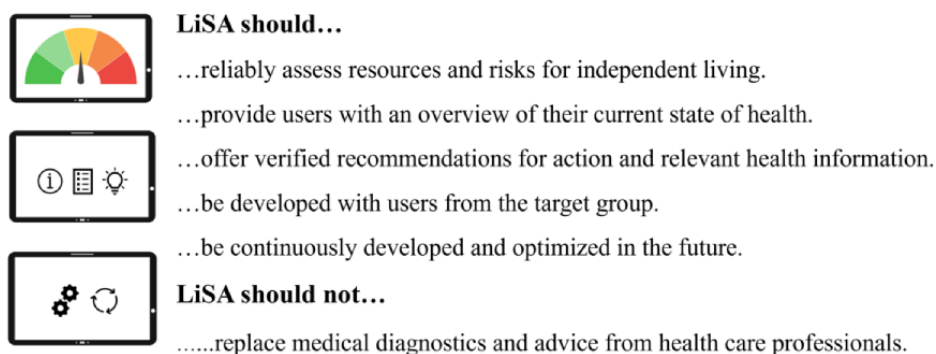 LiSA should…
…reliably assess resources and risks for independent living.
…provide users with an overview of their current state of health.
…offer verified recommendations for action and relevant health information.
…be developed with users from the target group.
…be continuously developed and optimized in the future.
LiSA should not…
…...replace medical diagnostics and advice from health care professionals.